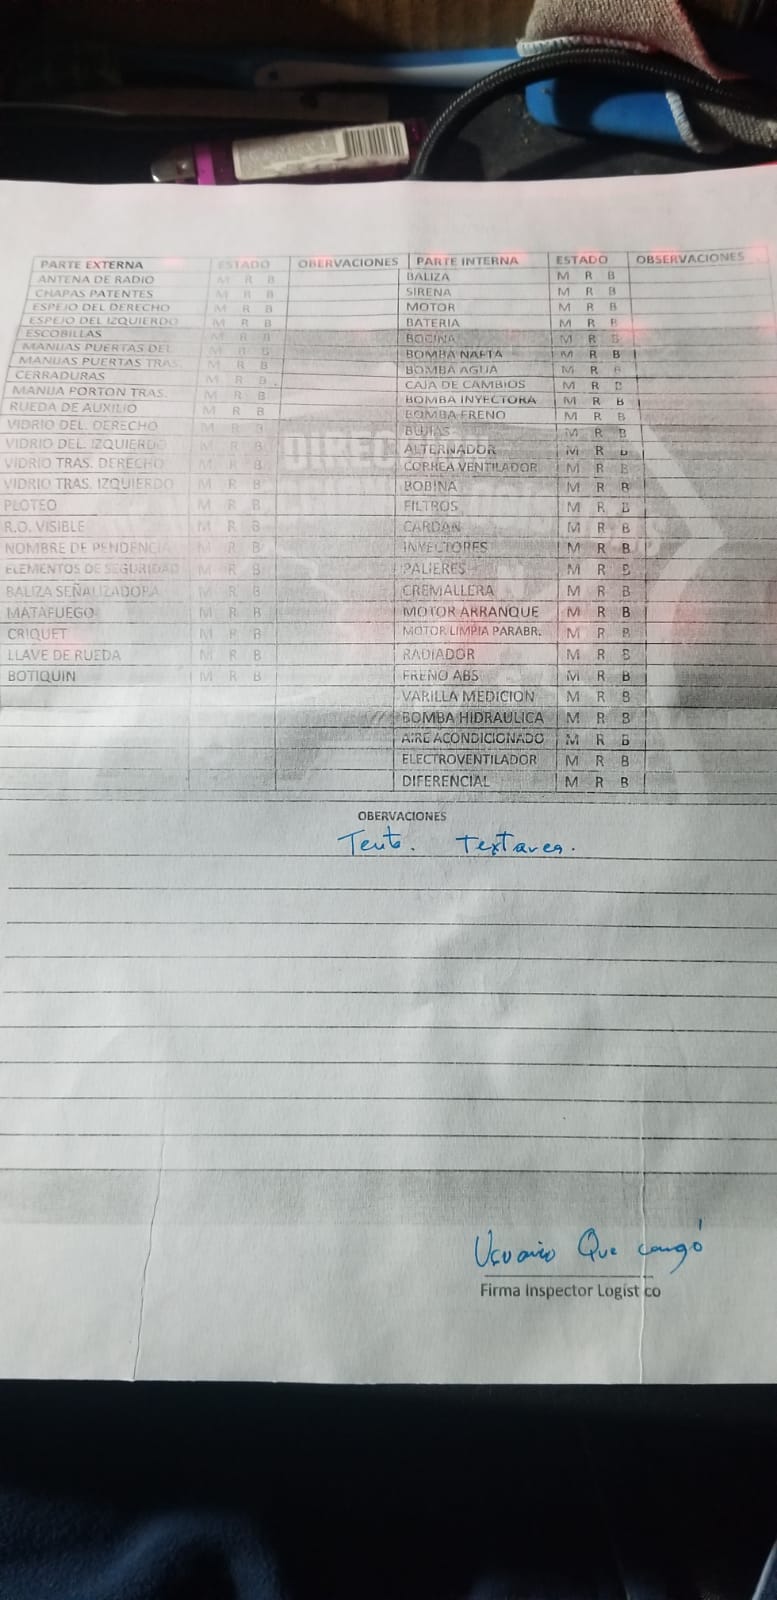 PARTE EXTERNA ESTADO OBERVACIONES PARTE INTERNA ESTADO OBSERVACIONES
ANTENA DE RADIO M R B BALIZA M R B
CHAPAS PATENTES M R B SIRENA M R B
ESPEJO DEL DERECHO M R B MOTOR M R B
ESPEJO DEL IZQUIERDO M R B BATERIA M R B
ESCOBILLAS M R B BOCINA M R B
MANIJAS PUERTAS DEL M R B BOMBA NAFTA M R B
MANIJAS PUERTAS TRAS. M R B BOMBA AGUA M R B
CERRADURAS M R B CAJA DE CAMBIOS M R B
MANIJA PORTON TRAS. M R B BOMBA INYECTORA M R B
RUEDA DE AUXILIO M R B BOMBA FRENO M R B
VIDRIO DEL. DERECHO M R B BUJIAS M R B
VIDRIO DEL. IZQUIERDO M R B ALTERNADOR M R B
VIDRIO TRAS. DERECHO M R B CORREA VENTILADOR M R B
VIDRIO TRAS. IZQUIERDO M R B BOBINA M R B
PLOTEO M R B FILTROS M R B
R.O. VISIBLE M R B CARDAN M R B
NOMBRE DE PENDENCIA M R B INYECTORES M R B
ELEMENTOS DE SEGURIDAD M R B PALIERES M R B
BALIZA SEÑALIZADORA M R B CREMALLERA M R B
MATAFUEGO M R B MOTOR ARRANQUE M R B
CRIQUET M R B MOTOR LIMPIA PARABR. M R B
LLAVE DE RUEDA M R B RADIADOR M R B
BOTIQUIN M R B FRENO ABS M R B
VARILLA MEDICION M R B
BOMBA HIDRAULICA M R B
AIRE ACONDICIONADO M R B
ELECTROVENTILADOR M R B
DIFERENCIAL M R B
OBERVACIONES
Texto. Textarea.
Usuario Que cargó
Firma Inspector Logístico